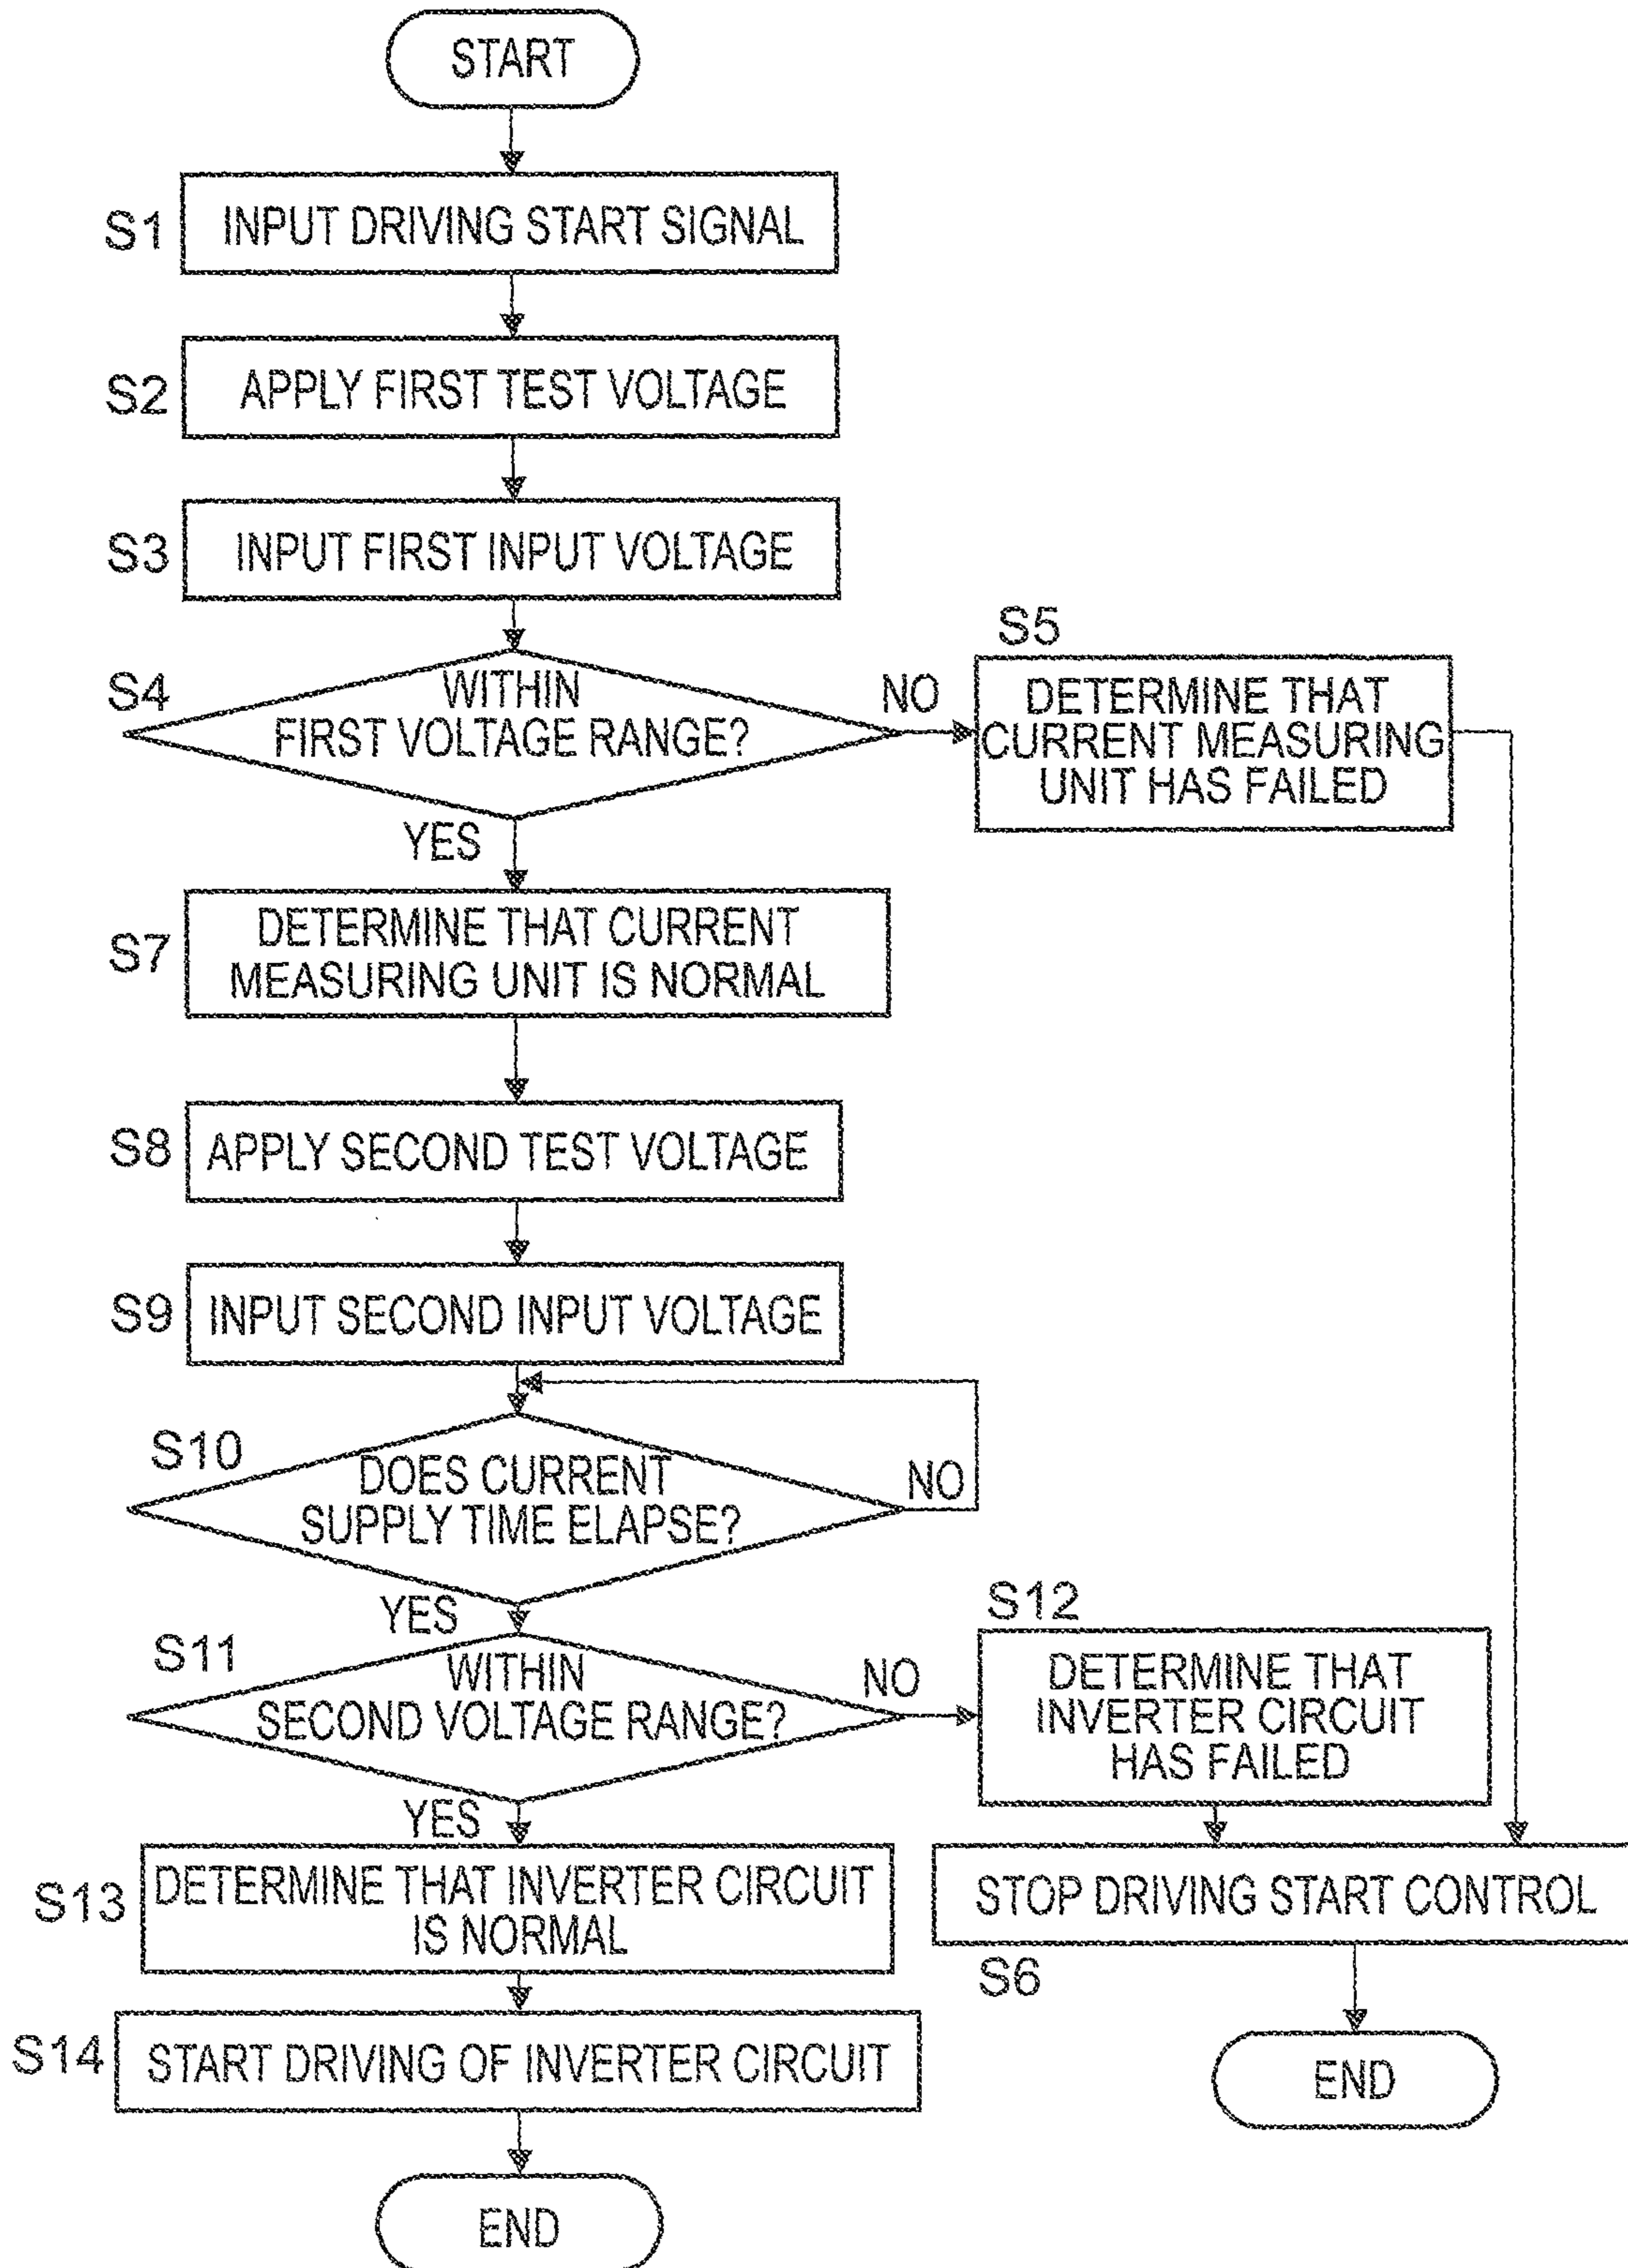 START
S1
INPUT DRIVING START SIGNAL
S2
APPLY FIRST TEST VOLTAGE
S3
INPUT FIRST INPUT VOLTAGE
S4
WITHIN
FIRST VOLTAGE RANGE?
NO
S5
DETERMINE THAT
CURRENT MEASURING
UNIT HAS FAILED
YES
S7
DETERMINE THAT CURRENT
MEASURING UNIT IS NORMAL
S8
APPLY SECOND TEST VOLTAGE
S9
INPUT SECOND INPUT VOLTAGE
S10
DOES CURRENT
SUPPLY TIME ELAPSE?
NO
YES
S11
WITHIN
SECOND VOLTAGE RANGE?
NO
S12
DETERMINE THAT
INVERTER CIRCUIT
HAS FAILED
YES
S13
DETERMINE THAT INVERTER CIRCUIT
IS NORMAL
STOP DRIVING START CONTROL
S6
S14
START DRIVING OF INVERTER CIRCUIT
END
END